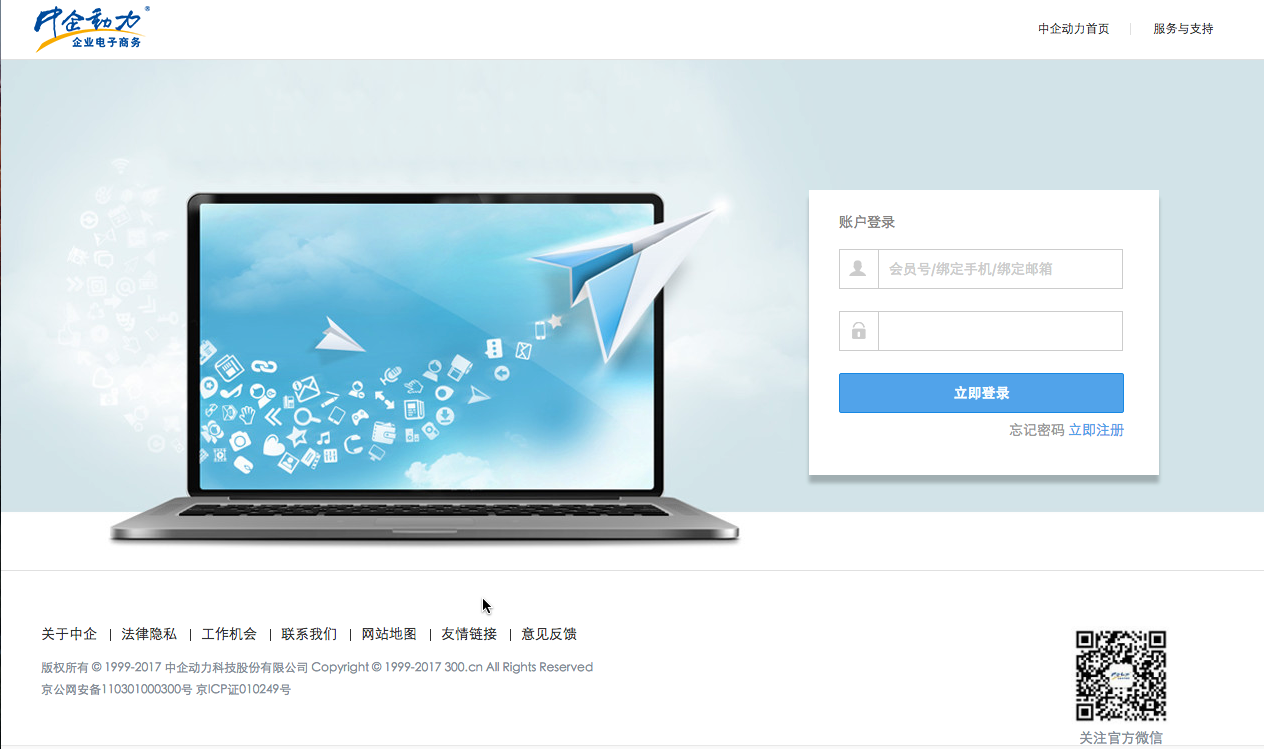 中企动力®
企业电子商务
中企动力首页 | 服务与支持
账户登录
会员号/绑定手机/绑定邮箱
立即登录
忘记密码 立即注册
关于中企 | 法律隐私 | 工作机会 | 联系我们 | 网站地图 | 友情链接 | 意见反馈
版权所有 © 1999-2017 中企动力科技股份有限公司 Copyright © 1999-2017 300.cn All Rights Reserved
京公网安备110301000300号 京ICP证010249号
关注官方微信